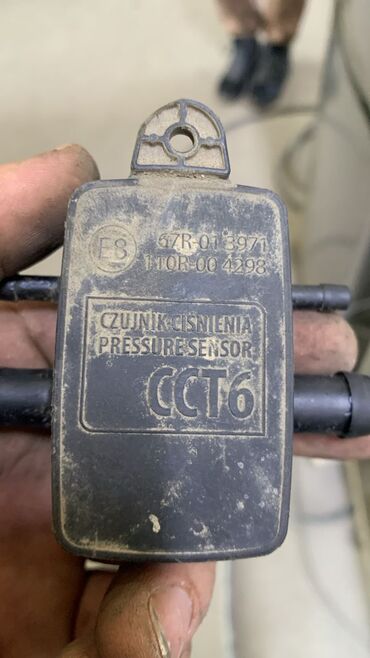 E8
67R-01 3971
110R-00 4298
CZUJNIK CIŚNIENIA
PRESSURE SENSOR
CCT6